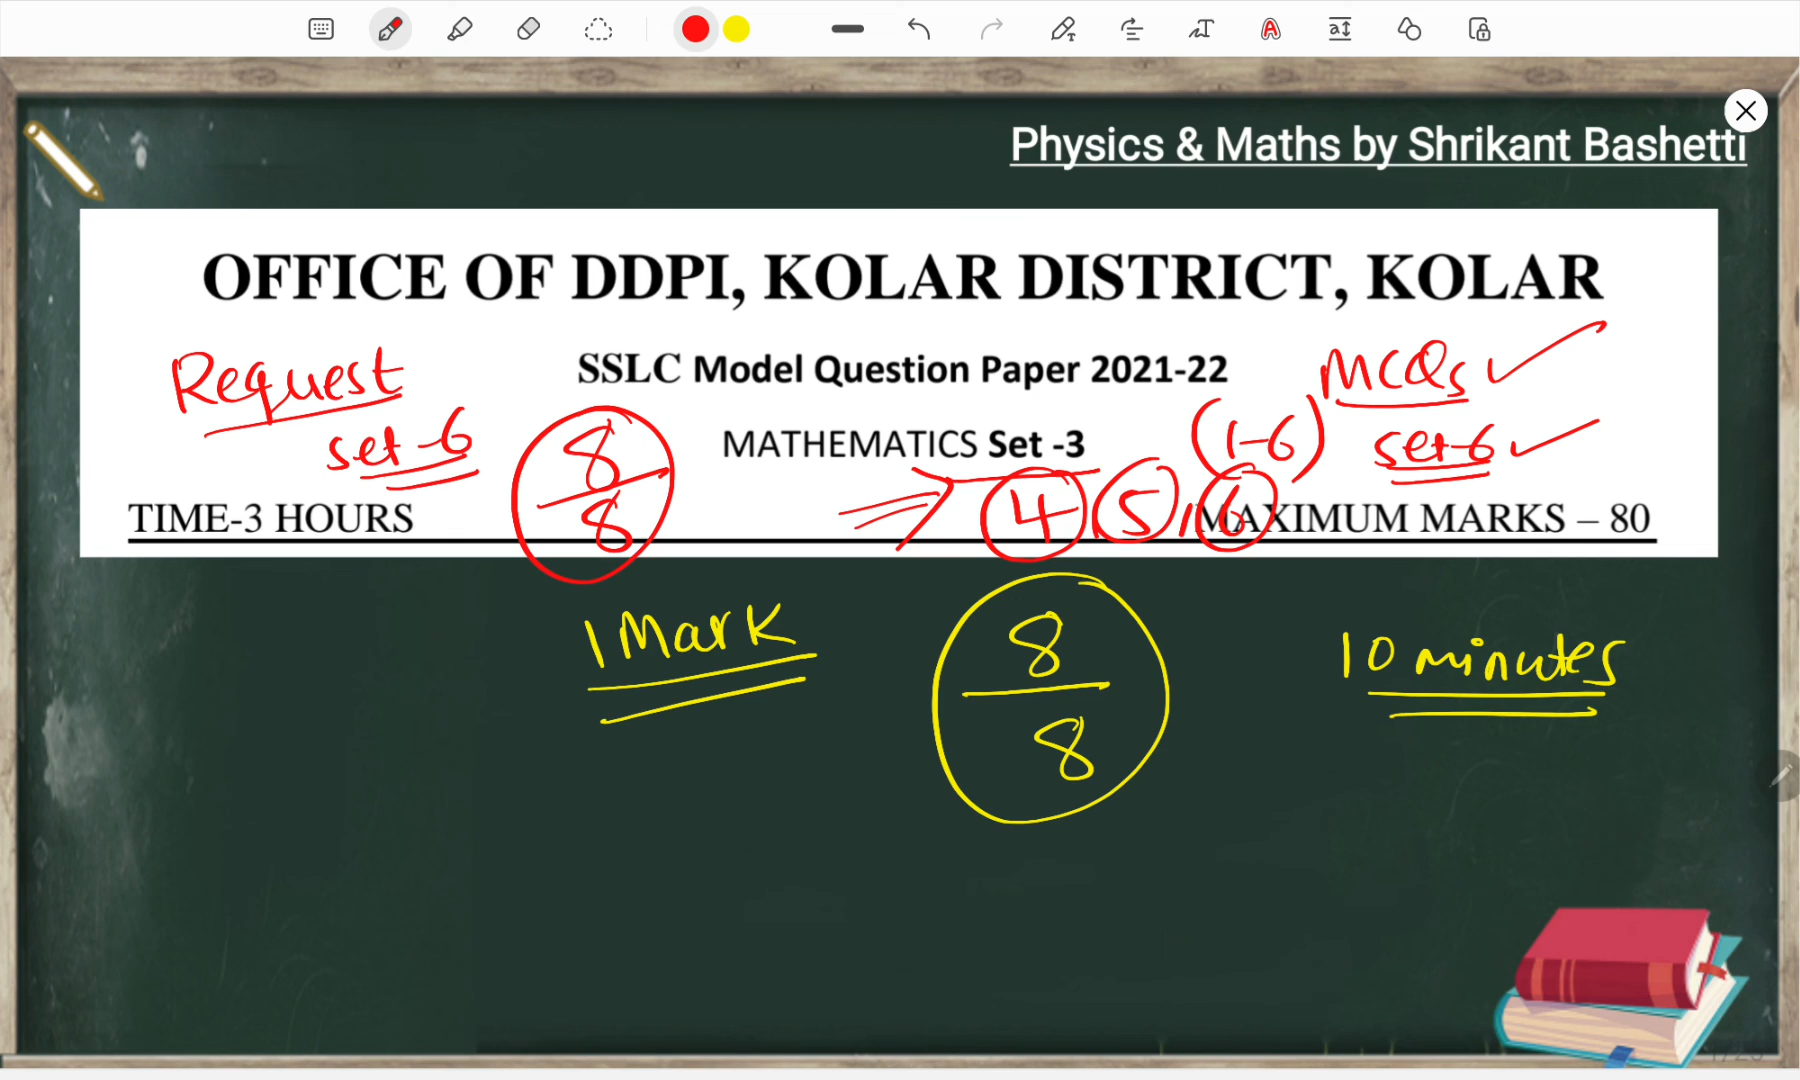 Physics & Maths by Shrikant Bashetti
OFFICE OF DDPI, KOLAR DISTRICT, KOLAR
SSLC Model Question Paper 2021-22
MCQs
Request
MATHEMATICS Set -3
(1-6)
set-6
set-6
8
8
4, 5, 6
TIME-3 HOURS
MAXIMUM MARKS – 80
1 Mark
8
8
10 minutes